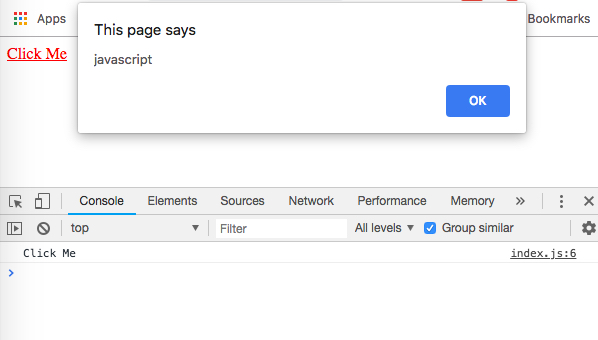 Apps
Bookmarks
This page says
javascript
OK
Click Me
Console Elements Sources Network Performance Memory »
top Filter All levels Group similar
Click Me index.js:6
>